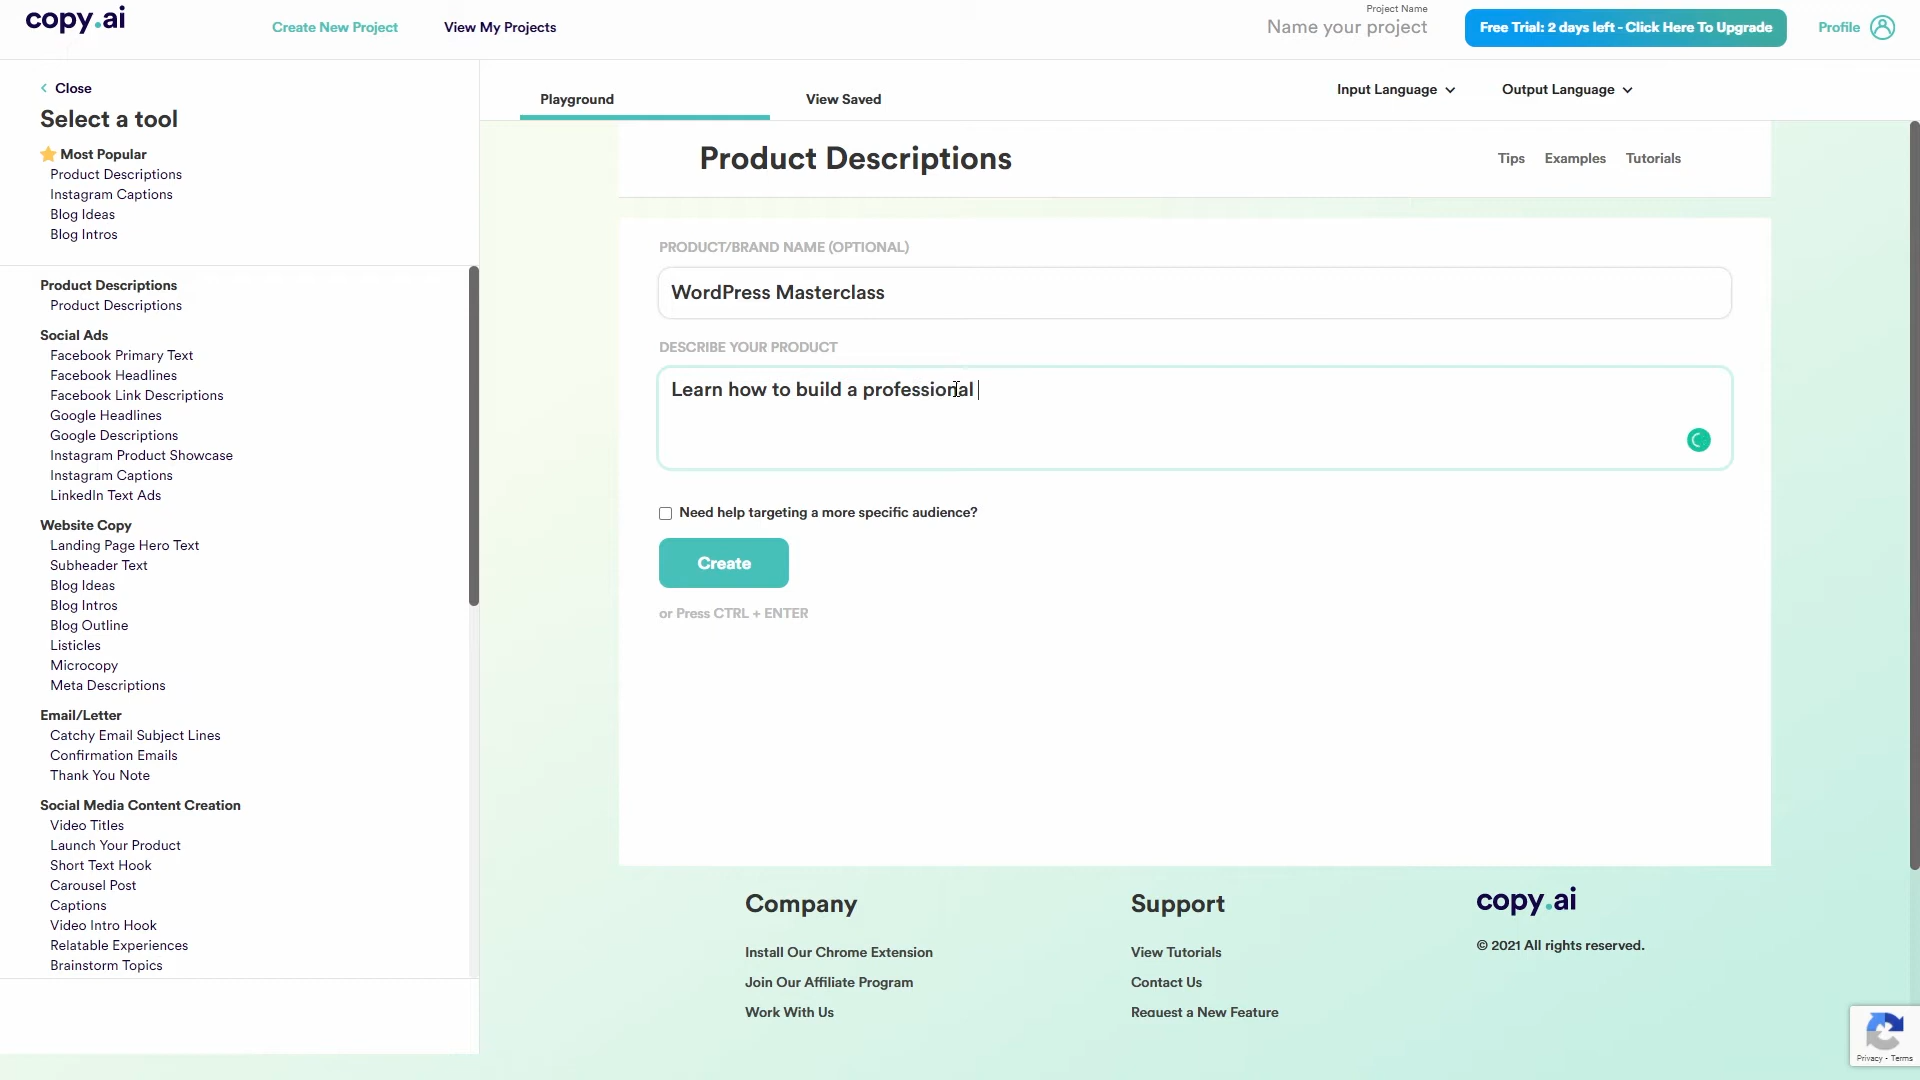 copy.ai
Create New Project
View My Projects
Project Name
Name your project
Free Trial: 2 days left - Click Here To Upgrade
Profile
Close
Select a tool
Most Popular
Product Descriptions
Instagram Captions
Blog Ideas
Blog Intros
Product Descriptions
Product Descriptions
Social Ads
Facebook Primary Text
Facebook Headlines
Facebook Link Descriptions
Google Headlines
Google Descriptions
Instagram Product Showcase
Instagram Captions
LinkedIn Text Ads
Website Copy
Landing Page Hero Text
Subheader Text
Blog Ideas
Blog Intros
Blog Outline
Listicles
Microcopy
Meta Descriptions
Email/Letter
Catchy Email Subject Lines
Confirmation Emails
Thank You Note
Social Media Content Creation
Video Titles
Launch Your Product
Short Text Hook
Carousel Post
Captions
Video Intro Hook
Relatable Experiences
Brainstorm Topics
Playground
View Saved
Input Language
Output Language
Product Descriptions
Tips
Examples
Tutorials
PRODUCT/BRAND NAME (OPTIONAL)
WordPress Masterclass
DESCRIBE YOUR PRODUCT
Learn how to build a professional
Need help targeting a more specific audience?
Create
or Press CTRL + ENTER
Company
Install Our Chrome Extension
Join Our Affiliate Program
Work With Us
Support
View Tutorials
Contact Us
Request a New Feature
copy.ai
© 2021 All rights reserved.
Privacy - Terms